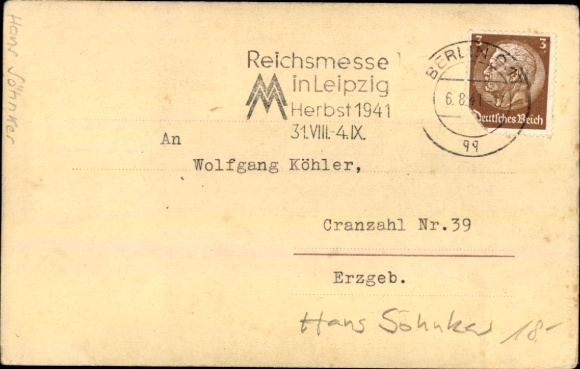 Hans Söhnker
Reichsmesse
in Leipzig
Herbst 1941
31.VIII.-4.IX.
3 3
Deutsches Reich
BERLIN
6.8.41
99
An
Wolfgang Köhler,
Cranzahl Nr.39
Erzgeb.
Hans Söhnker 18.-